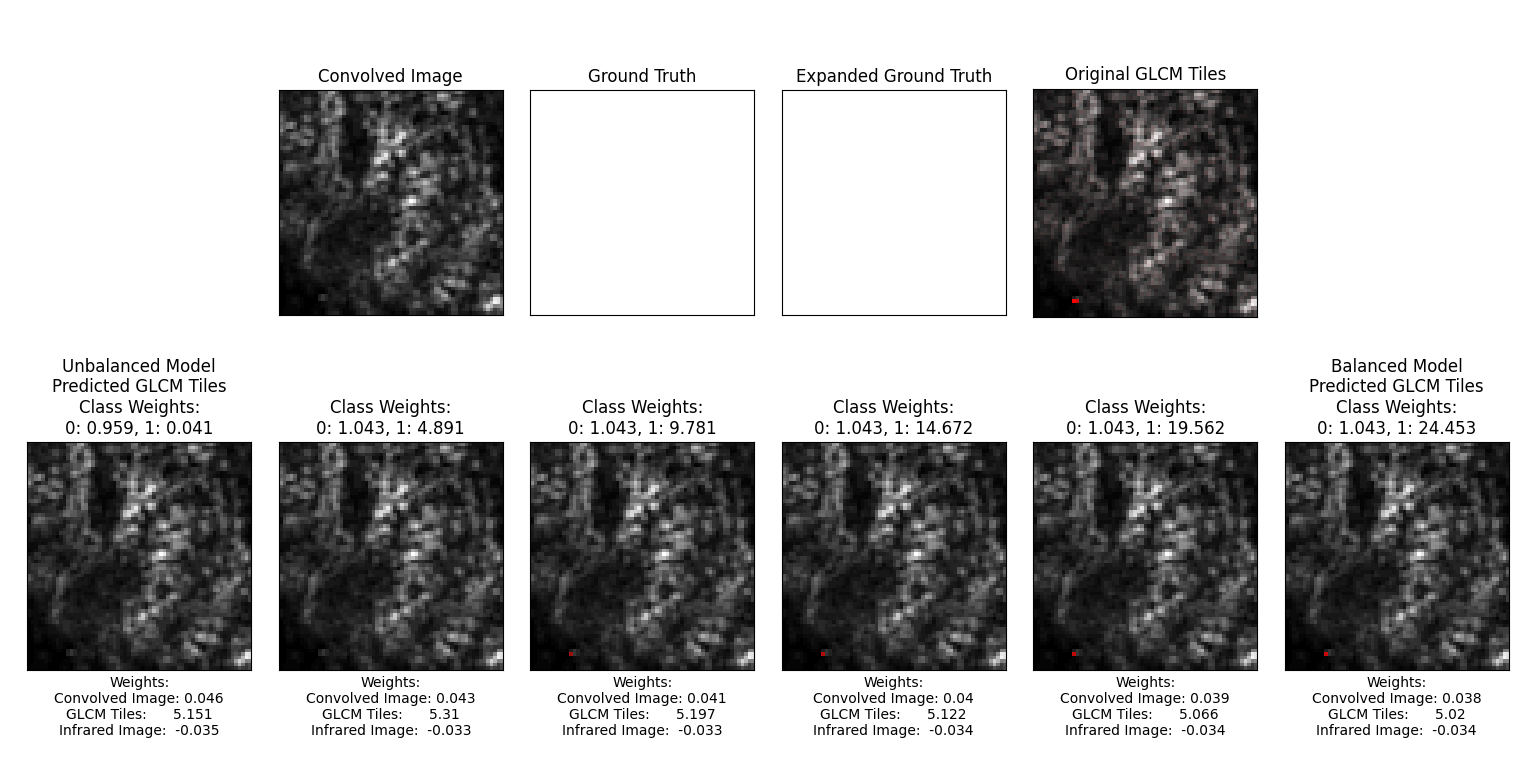 Convolved Image
Ground Truth
Expanded Ground Truth
Original GLCM Tiles
Unbalanced Model
Predicted GLCM Tiles
Class Weights:
0: 0.959, 1: 0.041
Class Weights:
0: 1.043, 1: 4.891
Class Weights:
0: 1.043, 1: 9.781
Class Weights:
0: 1.043, 1: 14.672
Class Weights:
0: 1.043, 1: 19.562
Balanced Model
Predicted GLCM Tiles
Class Weights:
0: 1.043, 1: 24.453
Weights:
Convolved Image: 0.046
GLCM Tiles: 5.151
Infrared Image: -0.035
Weights:
Convolved Image: 0.043
GLCM Tiles: 5.31
Infrared Image: -0.033
Weights:
Convolved Image: 0.041
GLCM Tiles: 5.197
Infrared Image: -0.033
Weights:
Convolved Image: 0.04
GLCM Tiles: 5.122
Infrared Image: -0.034
Weights:
Convolved Image: 0.039
GLCM Tiles: 5.066
Infrared Image: -0.034
Weights:
Convolved Image: 0.038
GLCM Tiles: 5.02
Infrared Image: -0.034